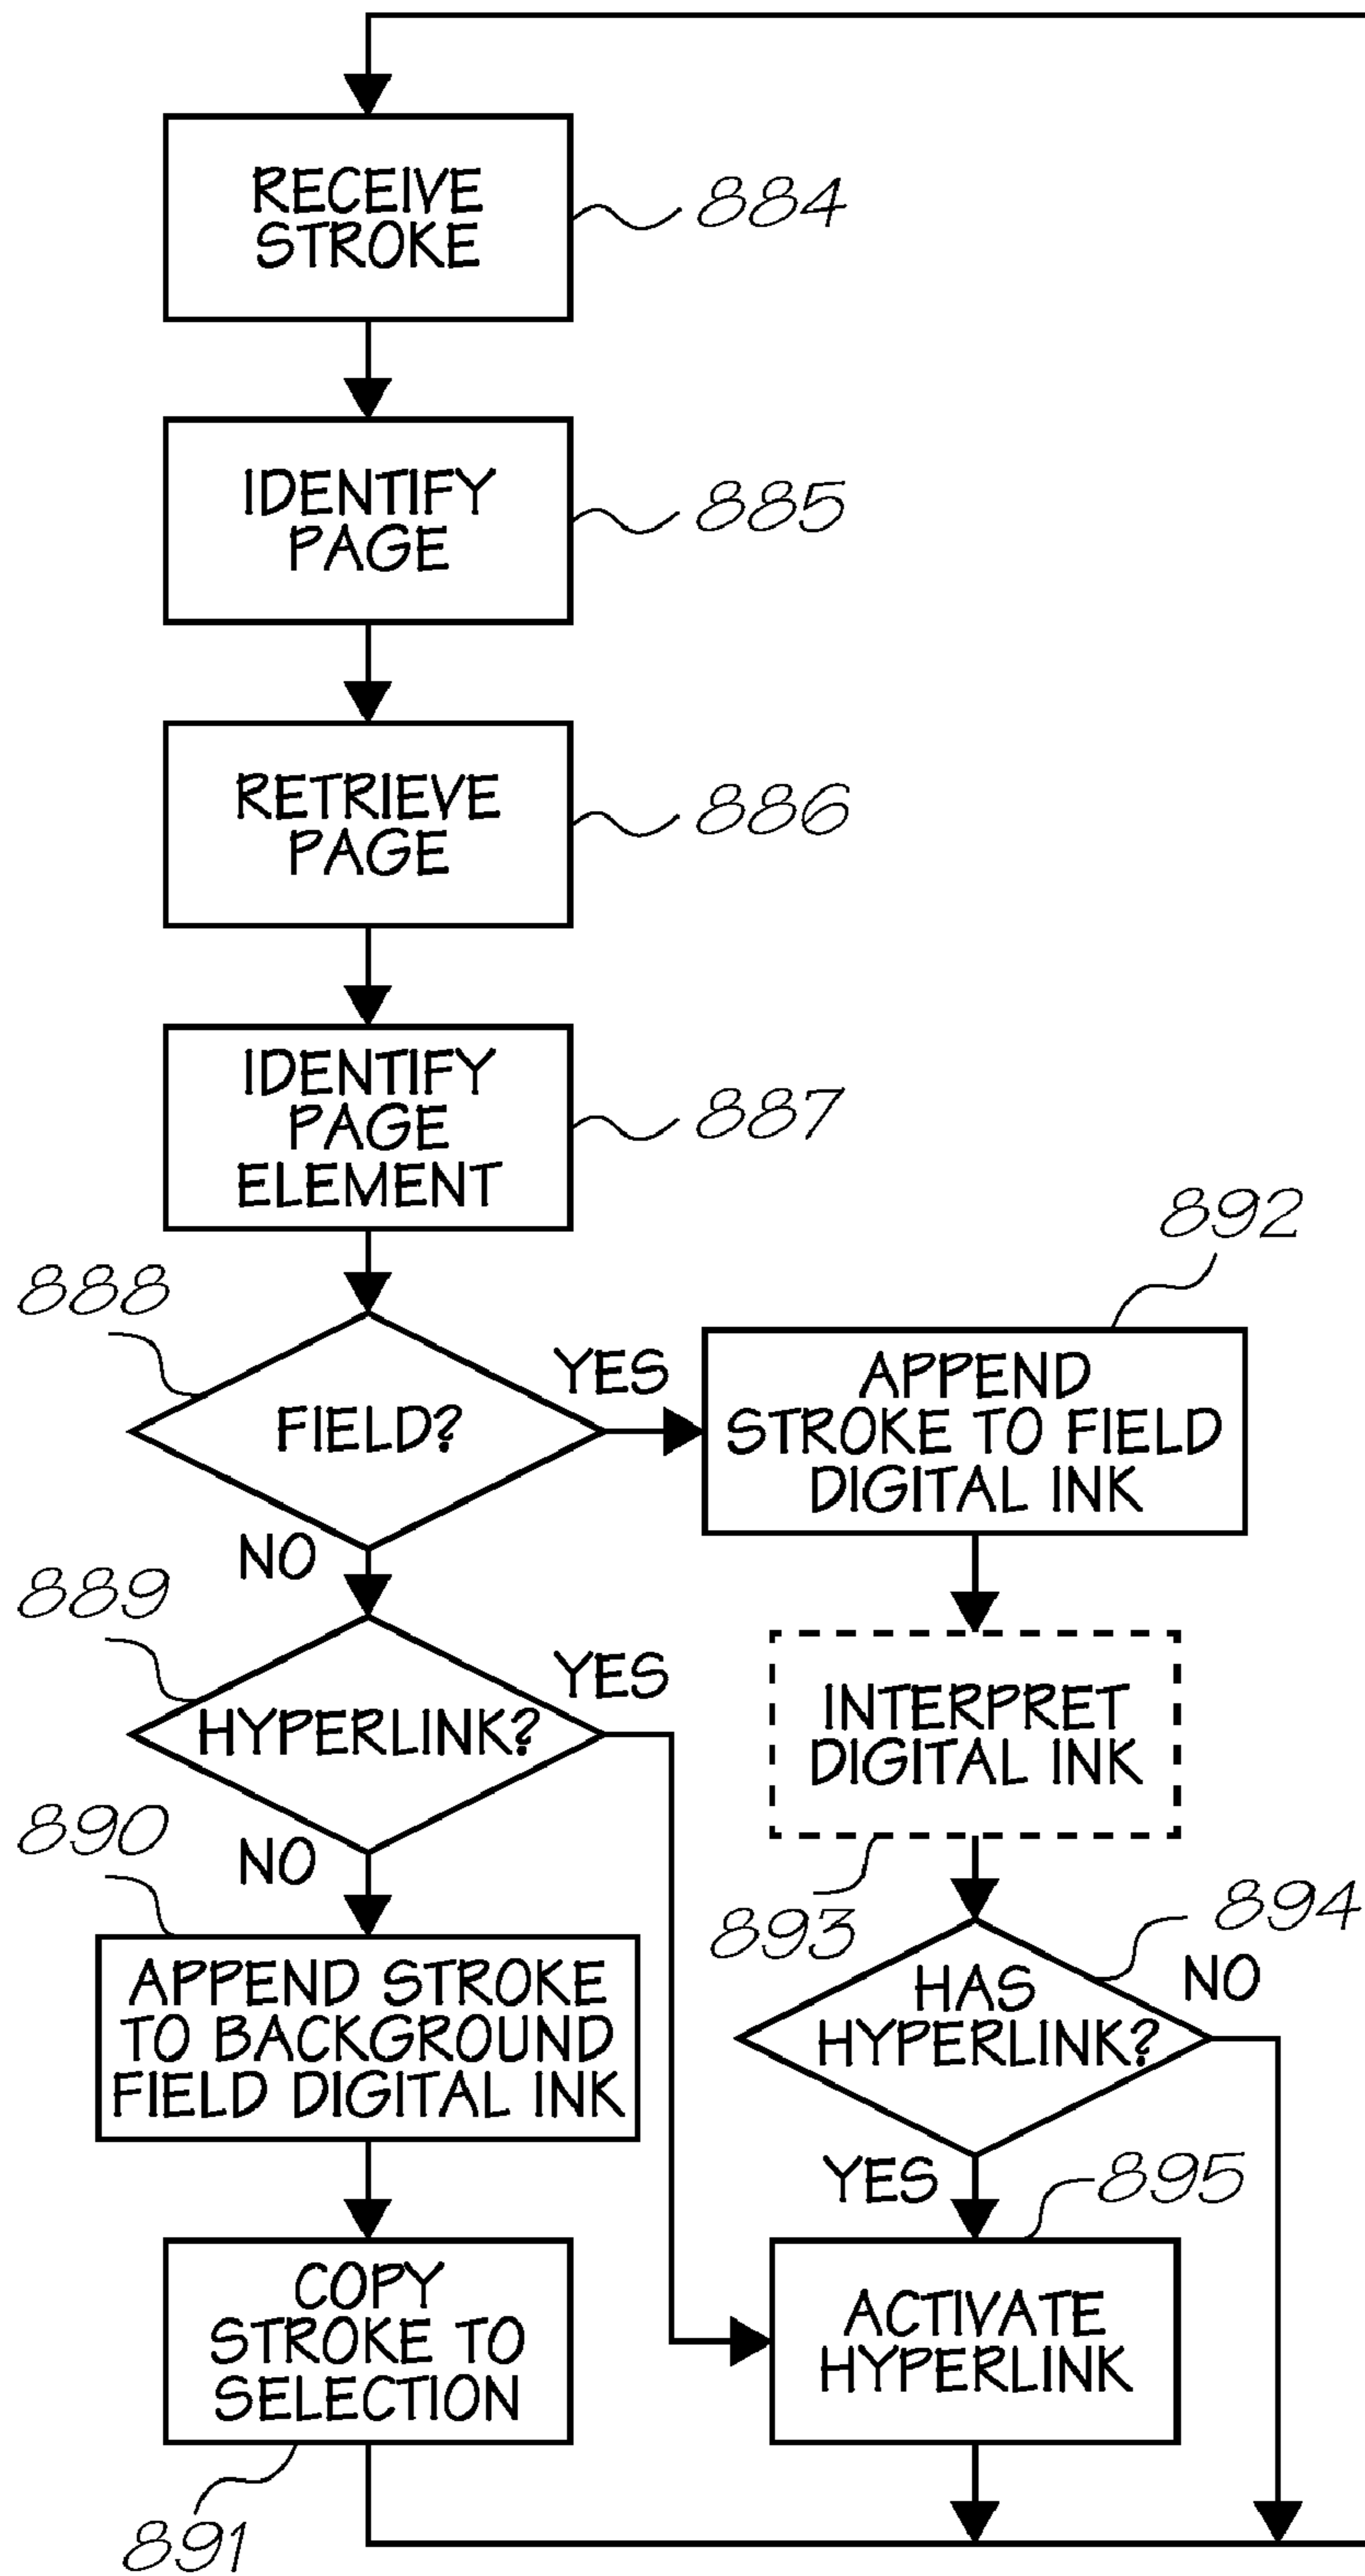 RECEIVE
STROKE
884
IDENTIFY
PAGE
885
RETRIEVE
PAGE
886
IDENTIFY
PAGE
ELEMENT
887
888
FIELD?
YES
NO
892
APPEND
STROKE TO FIELD
DIGITAL INK
889
HYPERLINK?
YES
NO
INTERPRET
DIGITAL INK
893
890
APPEND STROKE
TO BACKGROUND
FIELD DIGITAL INK
894
HAS
HYPERLINK?
NO
YES
895
COPY
STROKE TO
SELECTION
891
ACTIVATE
HYPERLINK